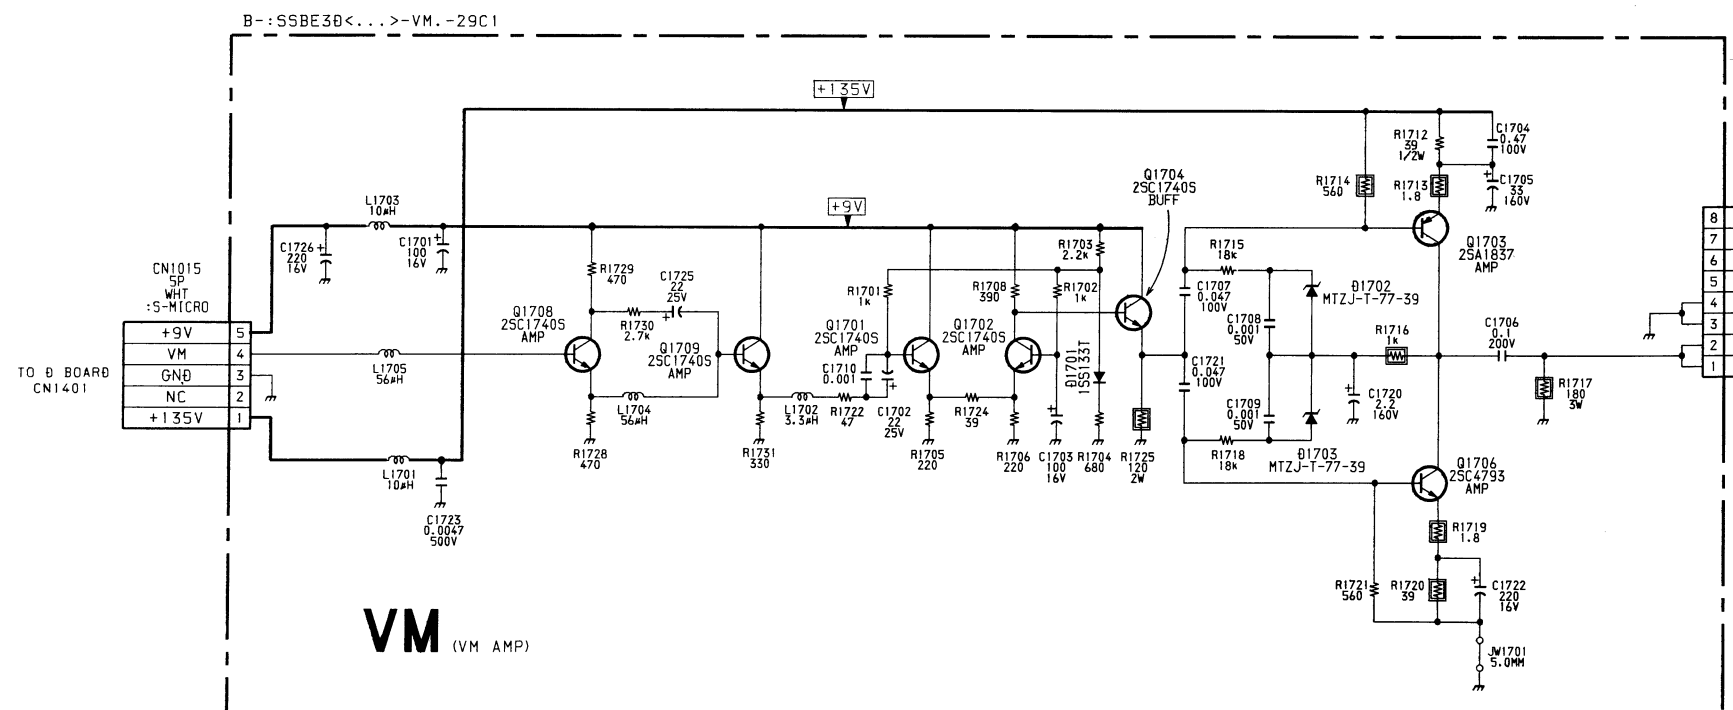 B-:SSBE3Đ<...>-VM.-29C1
+135V
R1712
39
1/2W
C1704
0.47
100V
Q1704
2SC1740S
BUFF
R1714
560
R1713
1.8
+
C1705
33
160V
L1703
10μH
+9V
C1726
220
16V
+
C1701
100
16V
+
R1703
2.2k
R1715
18k
Q1703
2SA1837
AMP
CN1015
5P
WHT
:S-MICRO
R1729
470
C1725
22
25V
+
R1701
1k
R1708
390
R1702
1k
C1707
0.047
100V
Đ1702
MTZJ-T-77-39
8
7
6
5
4
3
2
1
Q1708
2SC1740S
AMP
R1730
2.7k
Q1709
2SC1740S
AMP
Q1701
2SC1740S
AMP
Q1702
2SC1740S
AMP
C1708
0.001
50V
R1716
1k
C1706
0.1
200V
+9V 5
VM 4
GNĐ 3
NC 2
+135V 1
TO Đ BOARĐ
CN1401
L1705
56μH
C1710
0.001
+
Đ1701
1SS133T
C1721
0.047
100V
L1704
56μH
L1702
3.3μH
R1722
47
C1702
22
25V
R1724
39
+
C1709
0.001
50V
+
C1720
2.2
160V
R1717
180
3W
R1728
470
R1731
330
R1705
220
R1706
220
C1703
100
16V
R1704
680
R1725
120
2W
R1718
18k
Đ1703
MTZJ-T-77-39
L1701
10μH
Q1706
2SC4793
AMP
C1723
0.0047
500V
R1719
1.8
R1721
560
R1720
39
+
C1722
220
16V
VM (VM AMP)
JW1701
5.0MM